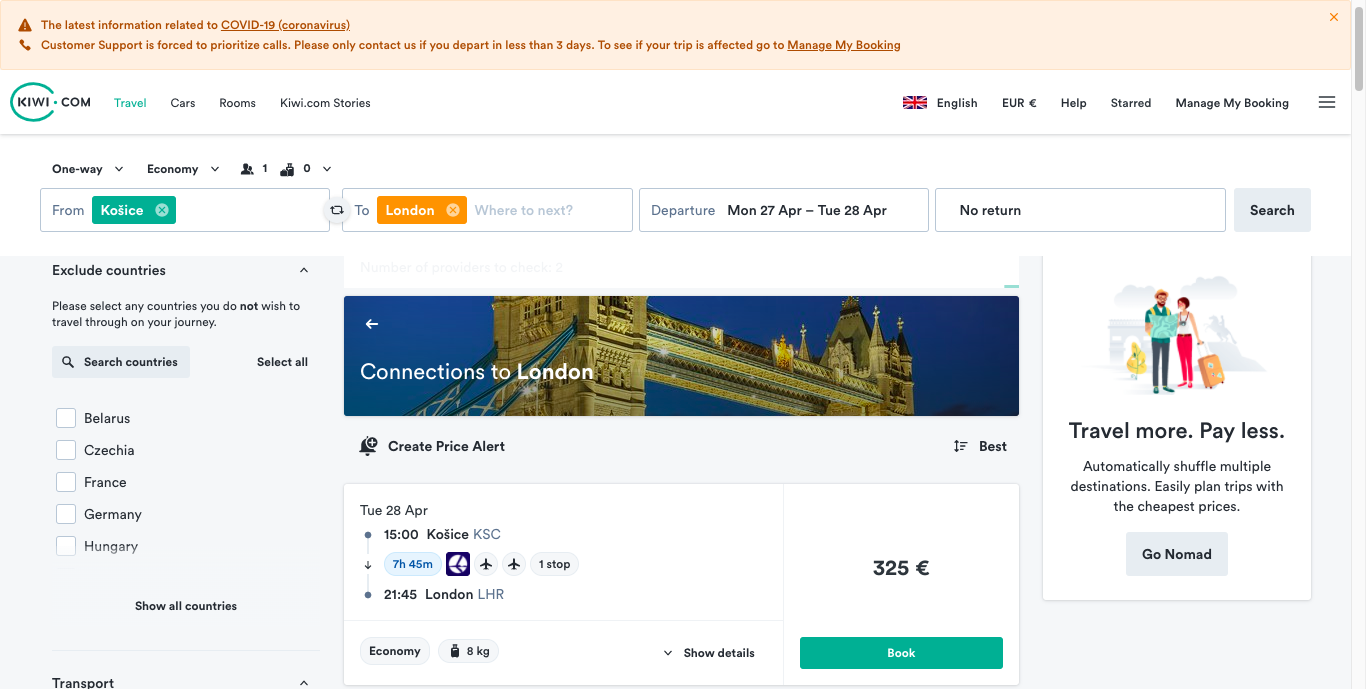 The latest information related to COVID-19 (coronavirus)
Customer Support is forced to prioritize calls. Please only contact us if you depart in less than 3 days. To see if your trip is affected go to Manage My Booking
KIWI.COM Travel Cars Rooms Kiwi.com Stories English EUR € Help Starred Manage My Booking
One-way Economy 1 0
From Košice To London Where to next? Departure Mon 27 Apr – Tue 28 Apr No return Search
Exclude countries
Please select any countries you do not wish to
travel through on your journey.
Search countries Select all
Belarus
Czechia
France
Germany
Hungary
Show all countries
Transport
Number of providers to check: 2
Connections to London
Create Price Alert Best
Tue 28 Apr
15:00 Košice KSC
7h 45m 1 stop
21:45 London LHR
325 €
Economy 8 kg Show details Book
Travel more. Pay less.
Automatically shuffle multiple
destinations. Easily plan trips with
the cheapest prices.
Go Nomad